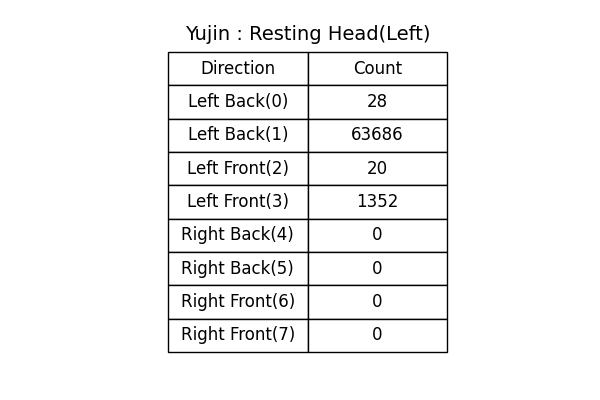 Yujin : Resting Head(Left)
Direction Count
Left Back(0) 28
Left Back(1) 63686
Left Front(2) 20
Left Front(3) 1352
Right Back(4) 0
Right Back(5) 0
Right Front(6) 0
Right Front(7) 0